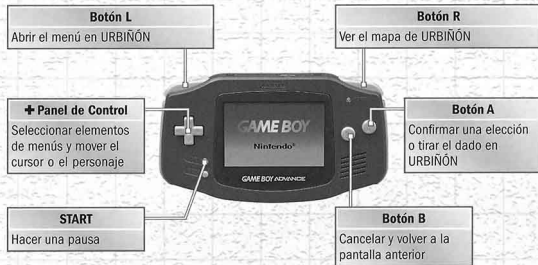 Botón L
Abrir el menú en URBIÑÓN
Botón R
Ver el mapa de URBIÑÓN
✚ Panel de Control
Seleccionar elementos
de menús y mover el
cursor o el personaje
GAME BOY
Nintendo®
GAME BOY ADVANCE
Botón A
Confirmar una elección
o tirar el dado en
URBIÑÓN
START
Hacer una pausa
Botón B
Cancelar y volver a la
pantalla anterior